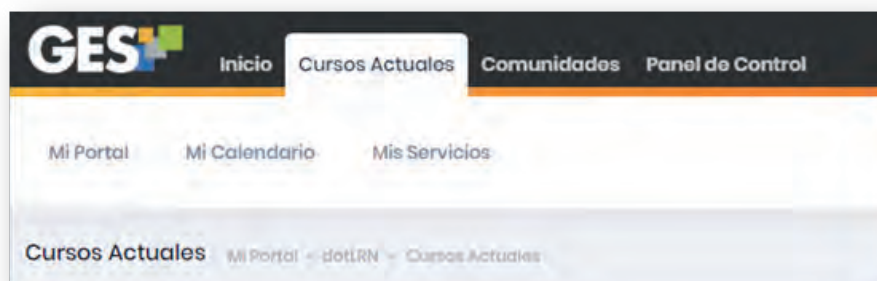 GES
Inicio Cursos Actuales Comunidades Panel de Control
Mi Portal Mi Calendario Mis Servicios
Cursos Actuales Mi Portal - dotLRN - Cursos Actuales